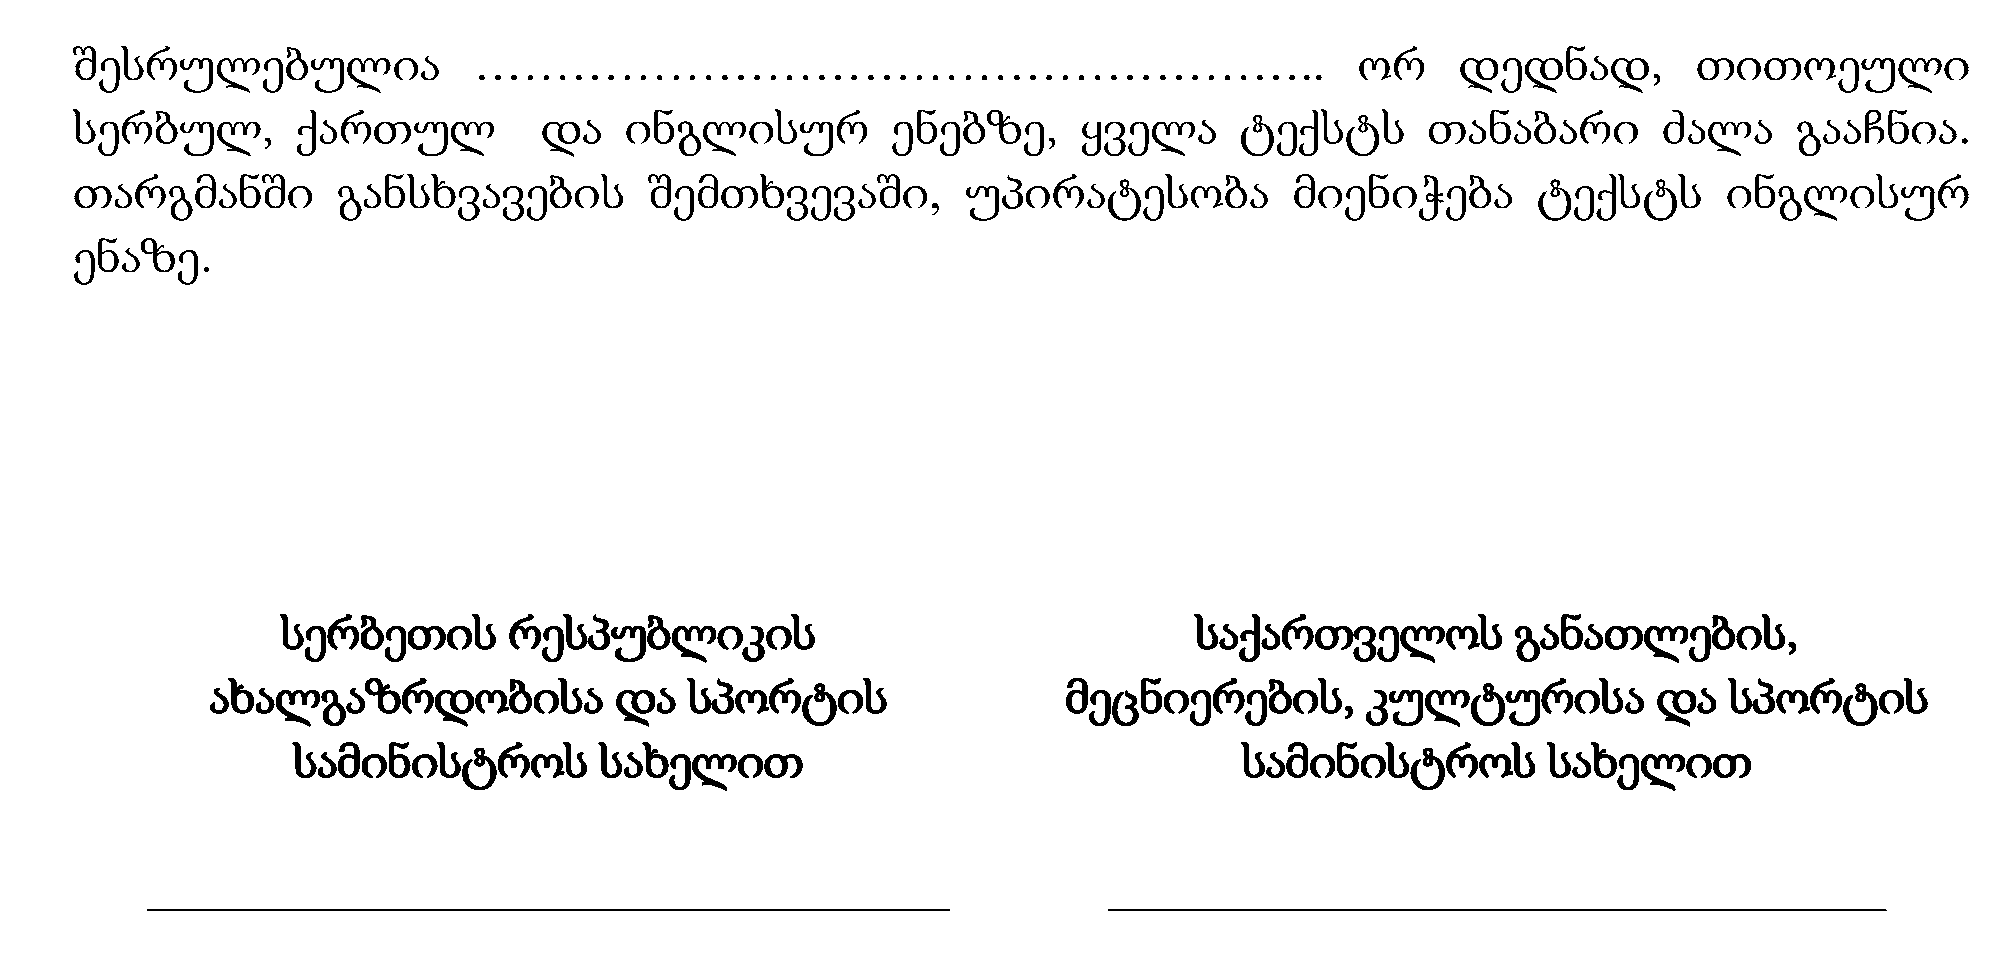 შესრულებულია ………………………………………………….. ორ დედნად, თითოეული
სერბულ, ქართულ და ინგლისურ ენებზე, ყველა ტექსტს თანაბარი ძალა გააჩნია.
თარგმანში განსხვავების შემთხვევაში, უპირატესობა მიენიჭება ტექსტს ინგლისურ
ენაზე.
სერბეთის რესპუბლიკის
ახალგაზრდობისა და სპორტის
სამინისტროს სახელით
საქართველოს განათლების,
მეცნიერების, კულტურისა და სპორტის
სამინისტროს სახელით